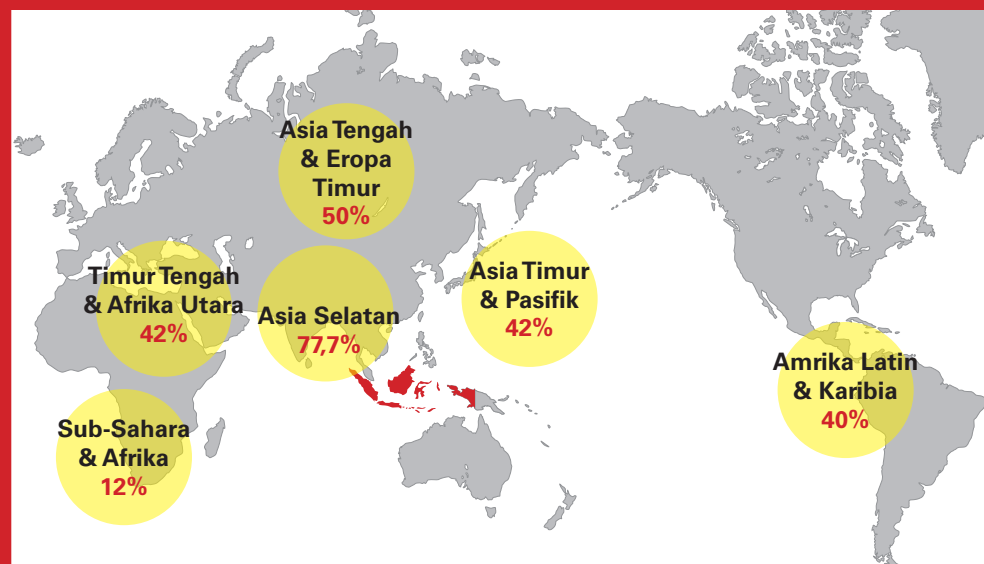 Asia Tengah
& Eropa
Timur
50%
Timur Tengah
& Afrika Utara
42%
Asia Selatan
77,7%
Asia Timur
& Pasifik
42%
Amrika Latin
& Karibia
40%
Sub-Sahara
& Afrika
12%